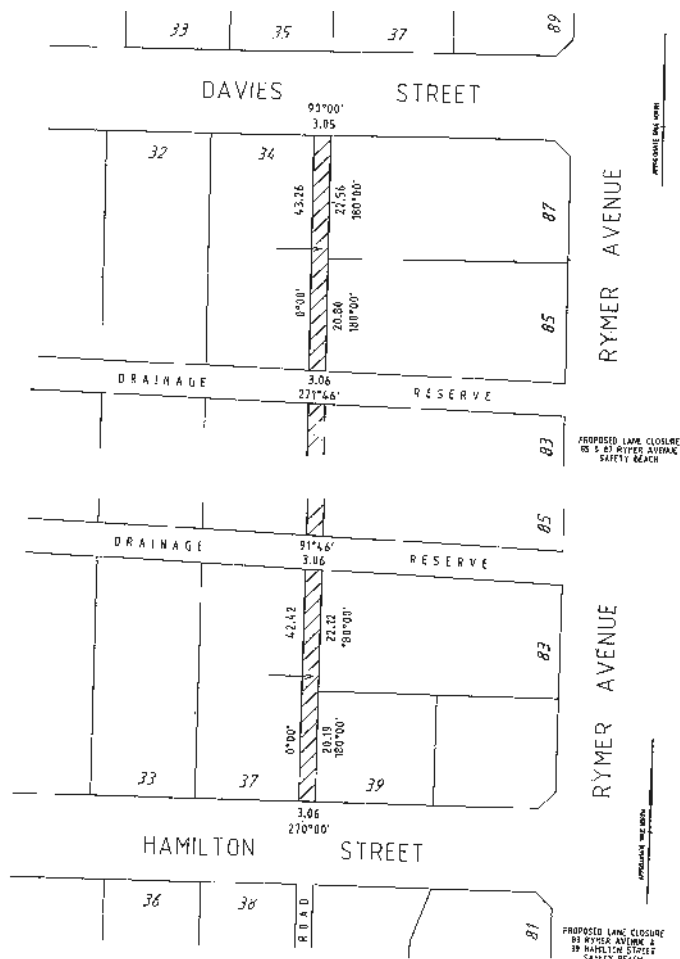 33 35 37 89
DAVIES STREET
90°00'
3.05
32 34
43.26
22.56
180°00'
87
RYMER AVENUE
0°00'
20.80
180°00'
85
DRAINAGE RESERVE
3.06
271°46'
83
PROPOSED LANE CLOSURE
85 & 87 RYMER AVENUE
SAFETY BEACH
85
DRAINAGE RESERVE
91°46'
3.06
42.42
22.22
83
RYMER AVENUE
0°00'
20.19
180°00'
33 37 39
3.06
270°00'
HAMILTON STREET
36 38
ROAD
81
PROPOSED LANE CLOSURE
83 RYMER AVENUE &
39 HAMILTON STREET
SAFETY BEACH